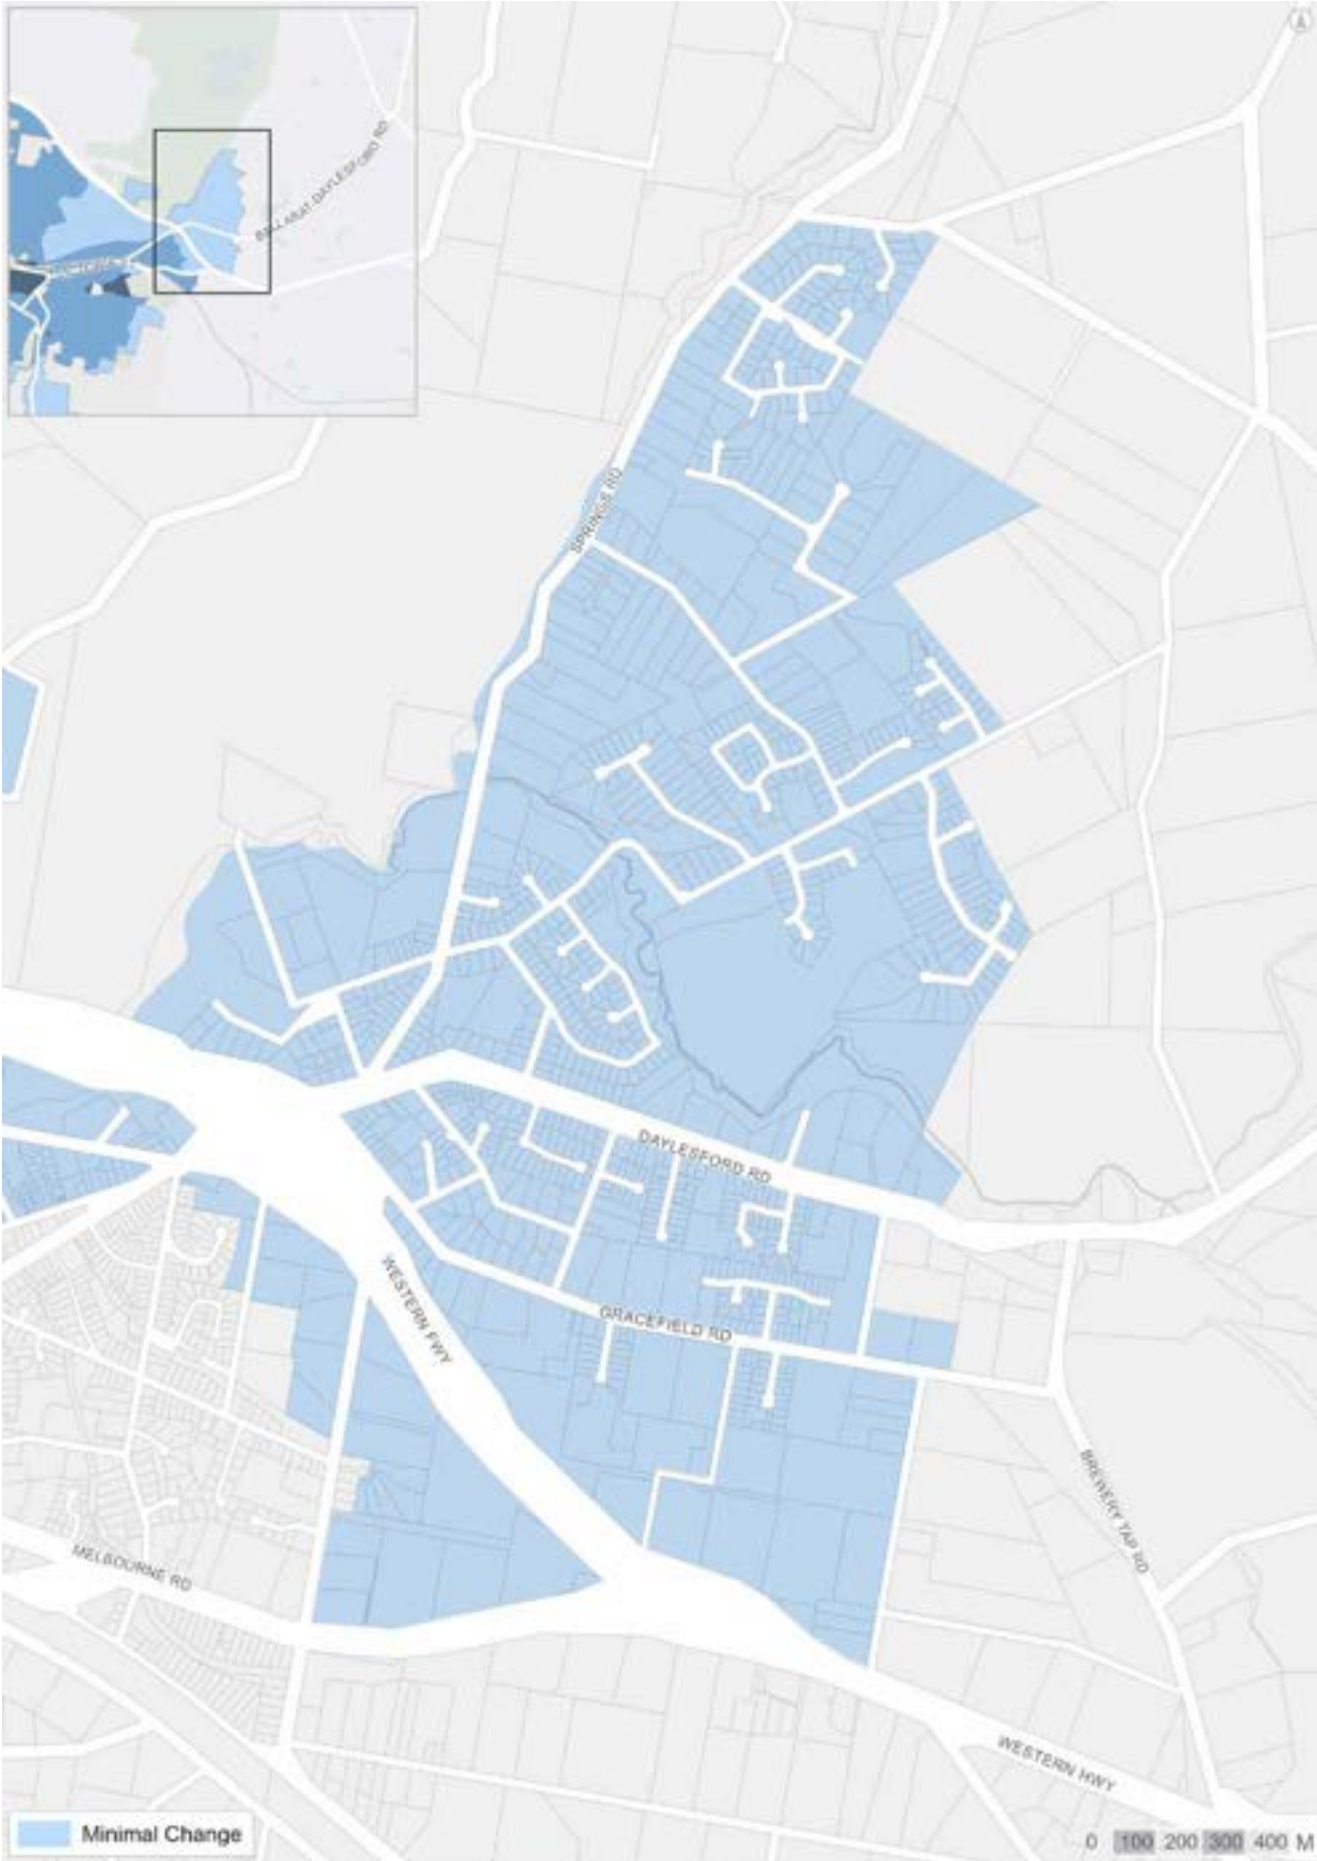 BALLARAT-DAYLESFORD RD
SPRINGS RD
DAYLESFORD RD
WESTERN FWY
GRACEFIELD RD
BREWERY TAP RD
MELBOURNE RD
WESTERN HWY
Minimal Change
0 100 200 300 400 M